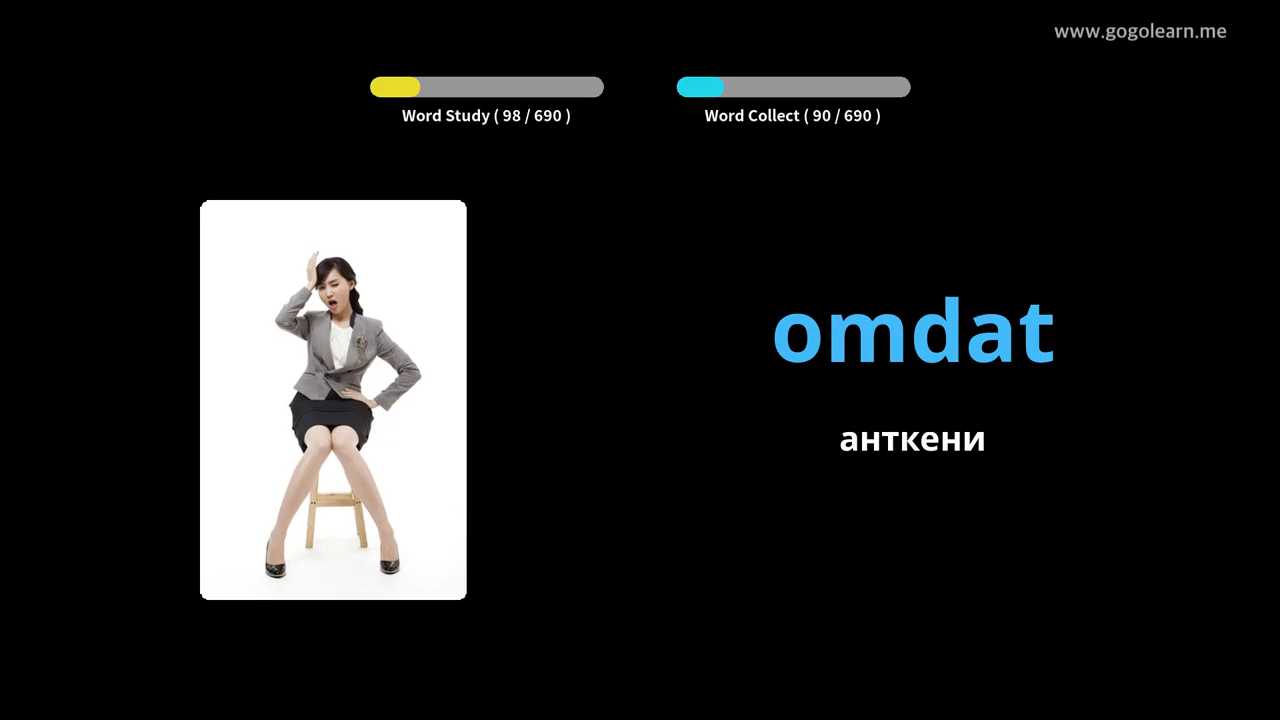 www.gogolearn.me
Word Study ( 98 / 690 )
Word Collect ( 90 / 690 )
omdat
анткени